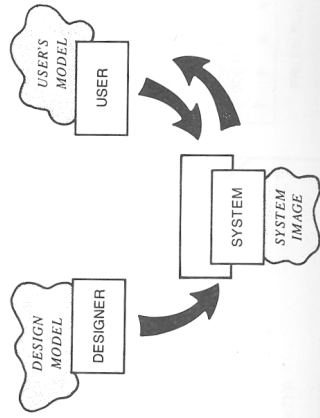 DESIGN
MODEL
DESIGNER
USER'S
MODEL
USER
SYSTEM
SYSTEM
IMAGE